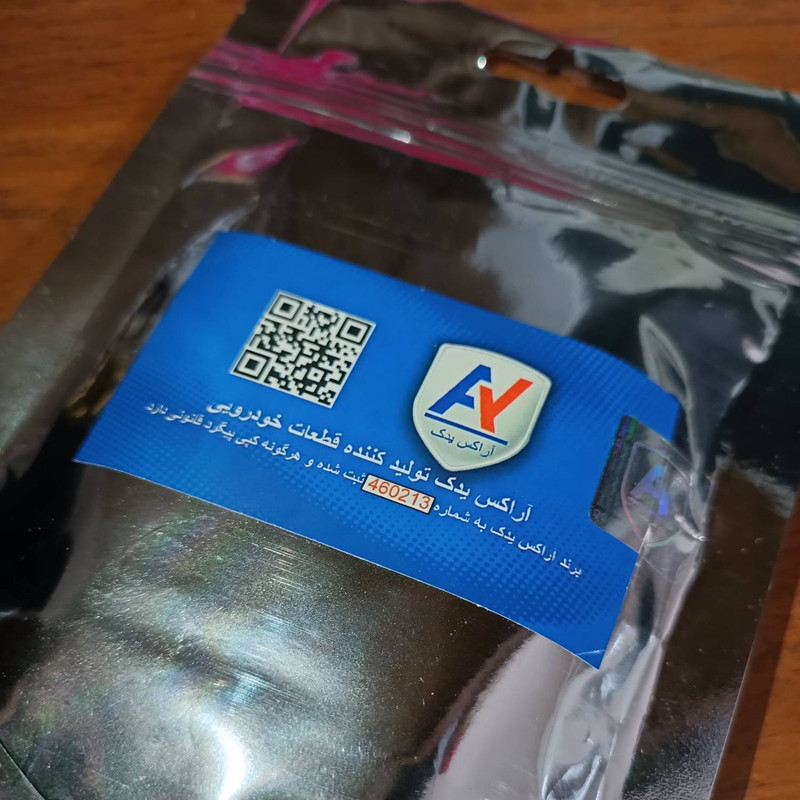 AY
آراکس یدک
آراکس یدک تولید کننده قطعات خودرویی
برند آراکس یدک به شماره 460213 ثبت شده و هرگونه کپی پیگرد قانونی دارد